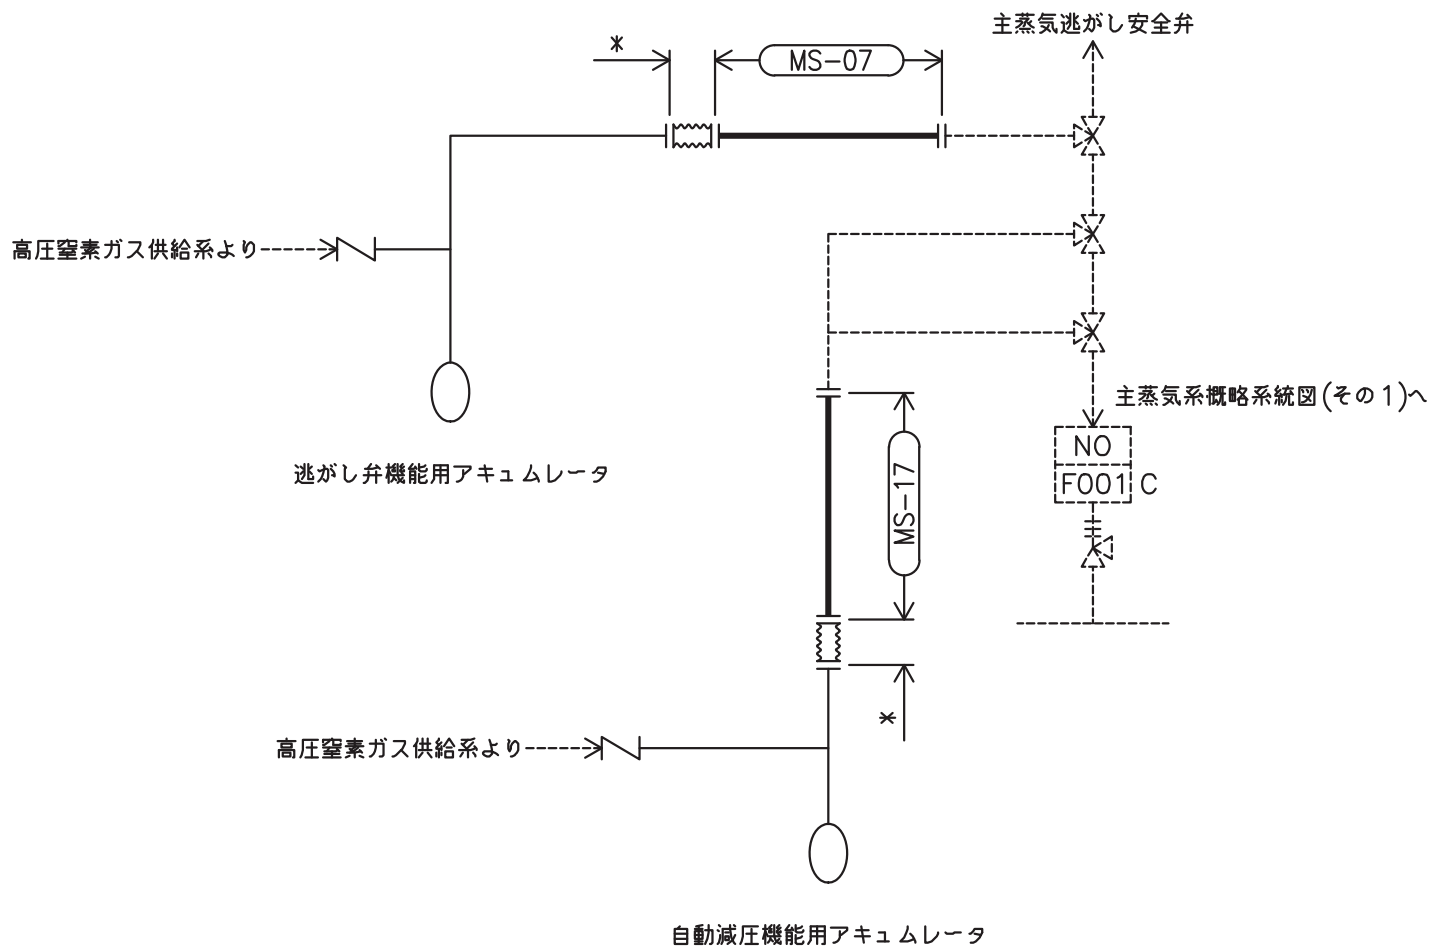 主蒸気逃がし安全弁
*
MS-07
高圧窒素ガス供給系より
主蒸気系概略系統図(その1)へ
NO
F001 C
逃がし弁機能用アキュムレータ
MS-17
*
高圧窒素ガス供給系より
自動減圧機能用アキュムレータ